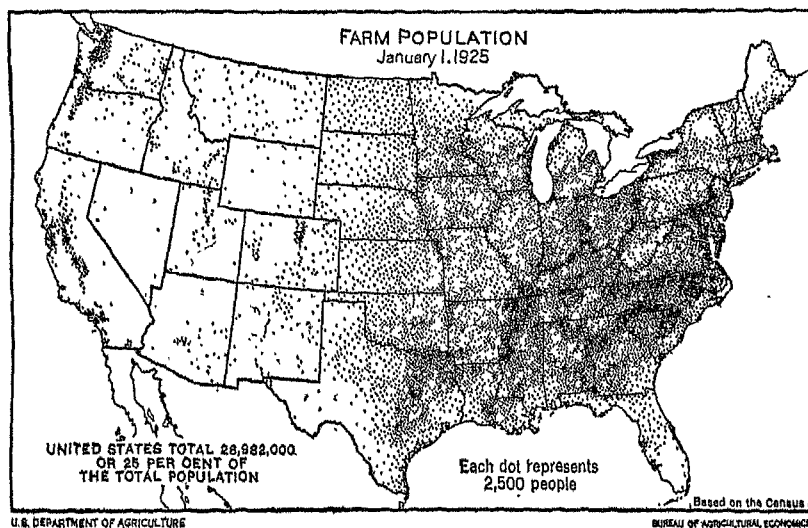 FARM POPULATION
January 1, 1925
UNITED STATES TOTAL 28,982,000
OR 25 PER CENT OF
THE TOTAL POPULATION
Each dot represents
2,500 people
Based on the Census
U.S. DEPARTMENT OF AGRICULTURE
BUREAU OF AGRICULTURAL ECONOMICS